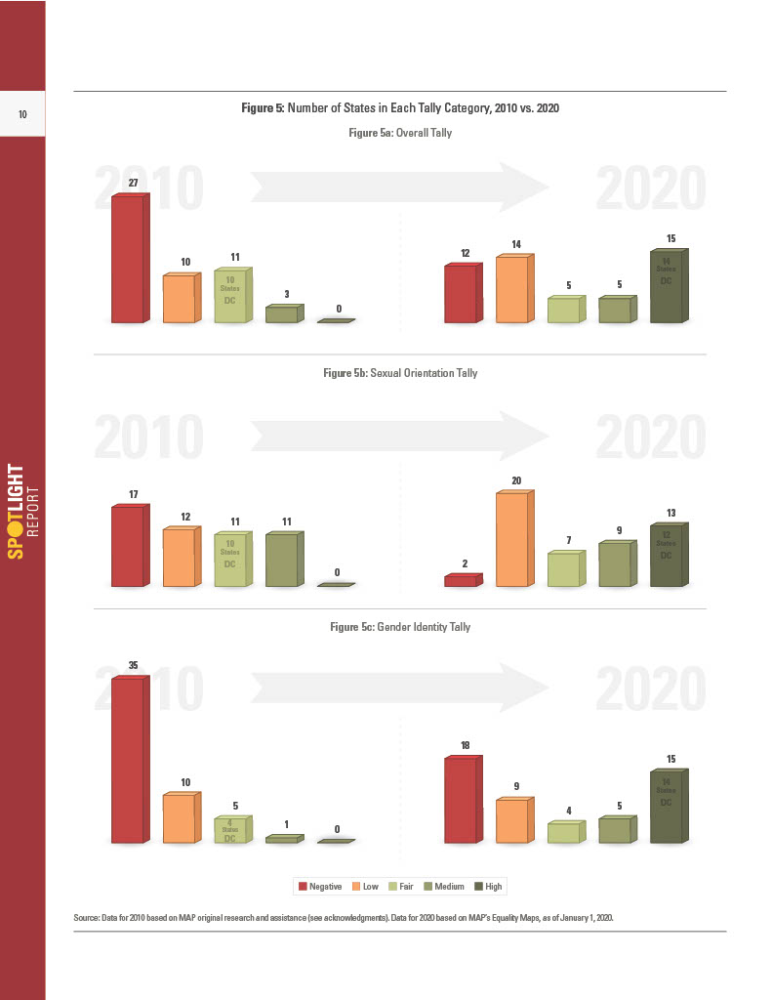 10
Figure 5: Number of States in Each Tally Category, 2010 vs. 2020
Figure 5a: Overall Tally
2010
2020
27
10
11
3
0
10
States
DC
12
14
5
5
15
14
States
DC
Figure 5b: Sexual Orientation Tally
2010
2020
17
12
11
11
0
10
States
DC
2
20
7
9
13
12
States
DC
Figure 5c: Gender Identity Tally
2010
2020
35
10
5
1
0
4
States
DC
18
9
4
5
15
14
States
DC
Negative Low Fair Medium High
Source: Data for 2010 based on MAP original research and assistance (see acknowledgments). Data for 2020 based on MAP's Equality Maps, as of January 1, 2020.
SPOTLIGHT
REPORT